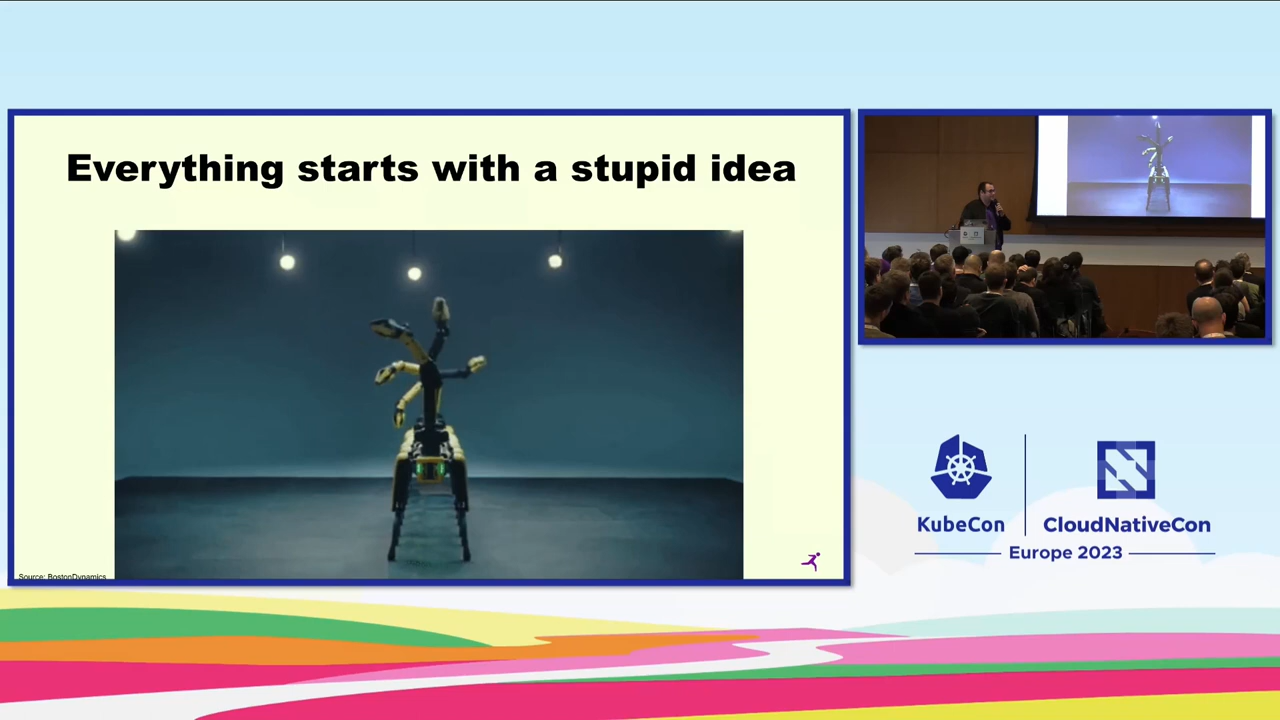 Everything starts with a stupid idea
Source: BostonDynamics
KubeCon
CloudNativeCon
Europe 2023